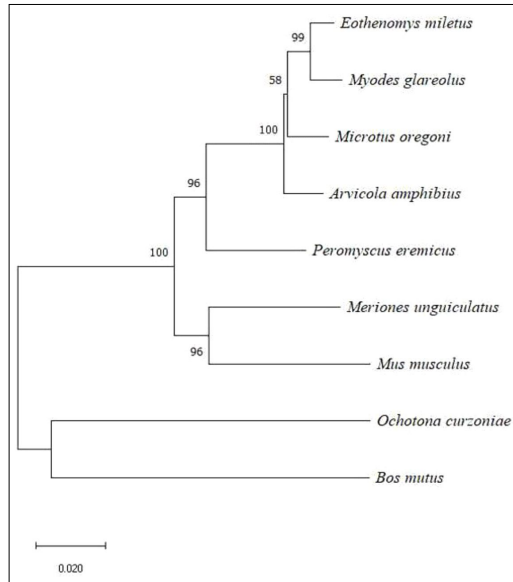 Eothenomys miletus
99
Myodes glareolus
58
Microtus oregoni
100
Arvicola amphibius
96
Peromyscus eremicus
100
Meriones unguiculatus
96
Mus musculus
Ochotona curzoniae
Bos mutus
0.020